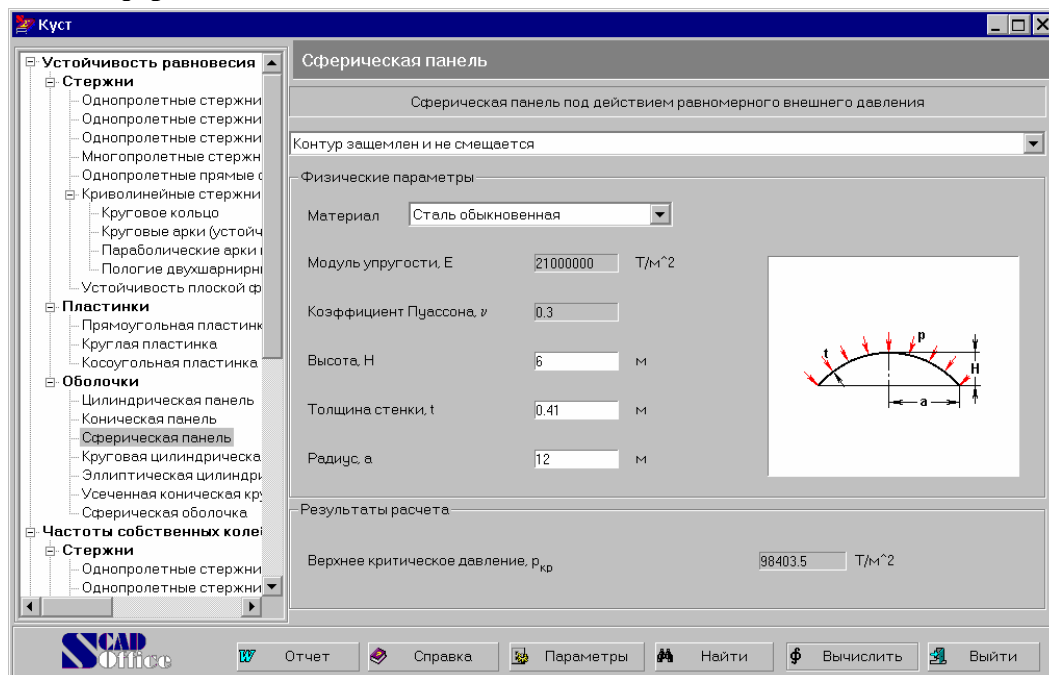 Куст
Устойчивость равновесия
Стержни
Однопролетные стержни
Однопролетные стержни
Однопролетные стержни
Многопролетные стержн
Однопролетные прямые с
Криволинейные стержни
Круговое кольцо
Круговые арки (устойч
Параболические арки
Пологие двухшарнирн
Устойчивость плоской ф
Пластинки
Прямоугольная пластинк
Круглая пластинка
Косоугольная пластинка
Оболочки
Цилиндрическая панель
Коническая панель
Сферическая панель
Круговая цилиндрическа
Эллиптическая цилиндри
Усеченная коническая кру
Сферическая оболочка
Частоты собственных колеб
Стержни
Однопролетные стержни
Однопролетные стержни
Сферическая панель
Сферическая панель под действием равномерного внешнего давления
Контур защемлен и не смещается
Физические параметры
Материал Сталь обыкновенная
Модуль упругости, E 21000000 Т/м^2
Коэффициент Пуассона, ν 0.3
Высота, H 6 м
Толщина стенки, t 0.41 м
Радиус, a 12 м
p
t
H
a
Результаты расчета
Верхнее критическое давление, pкр 98403.5 Т/м^2
SCAD Office
Отчет Справка Параметры Найти Вычислить Выйти